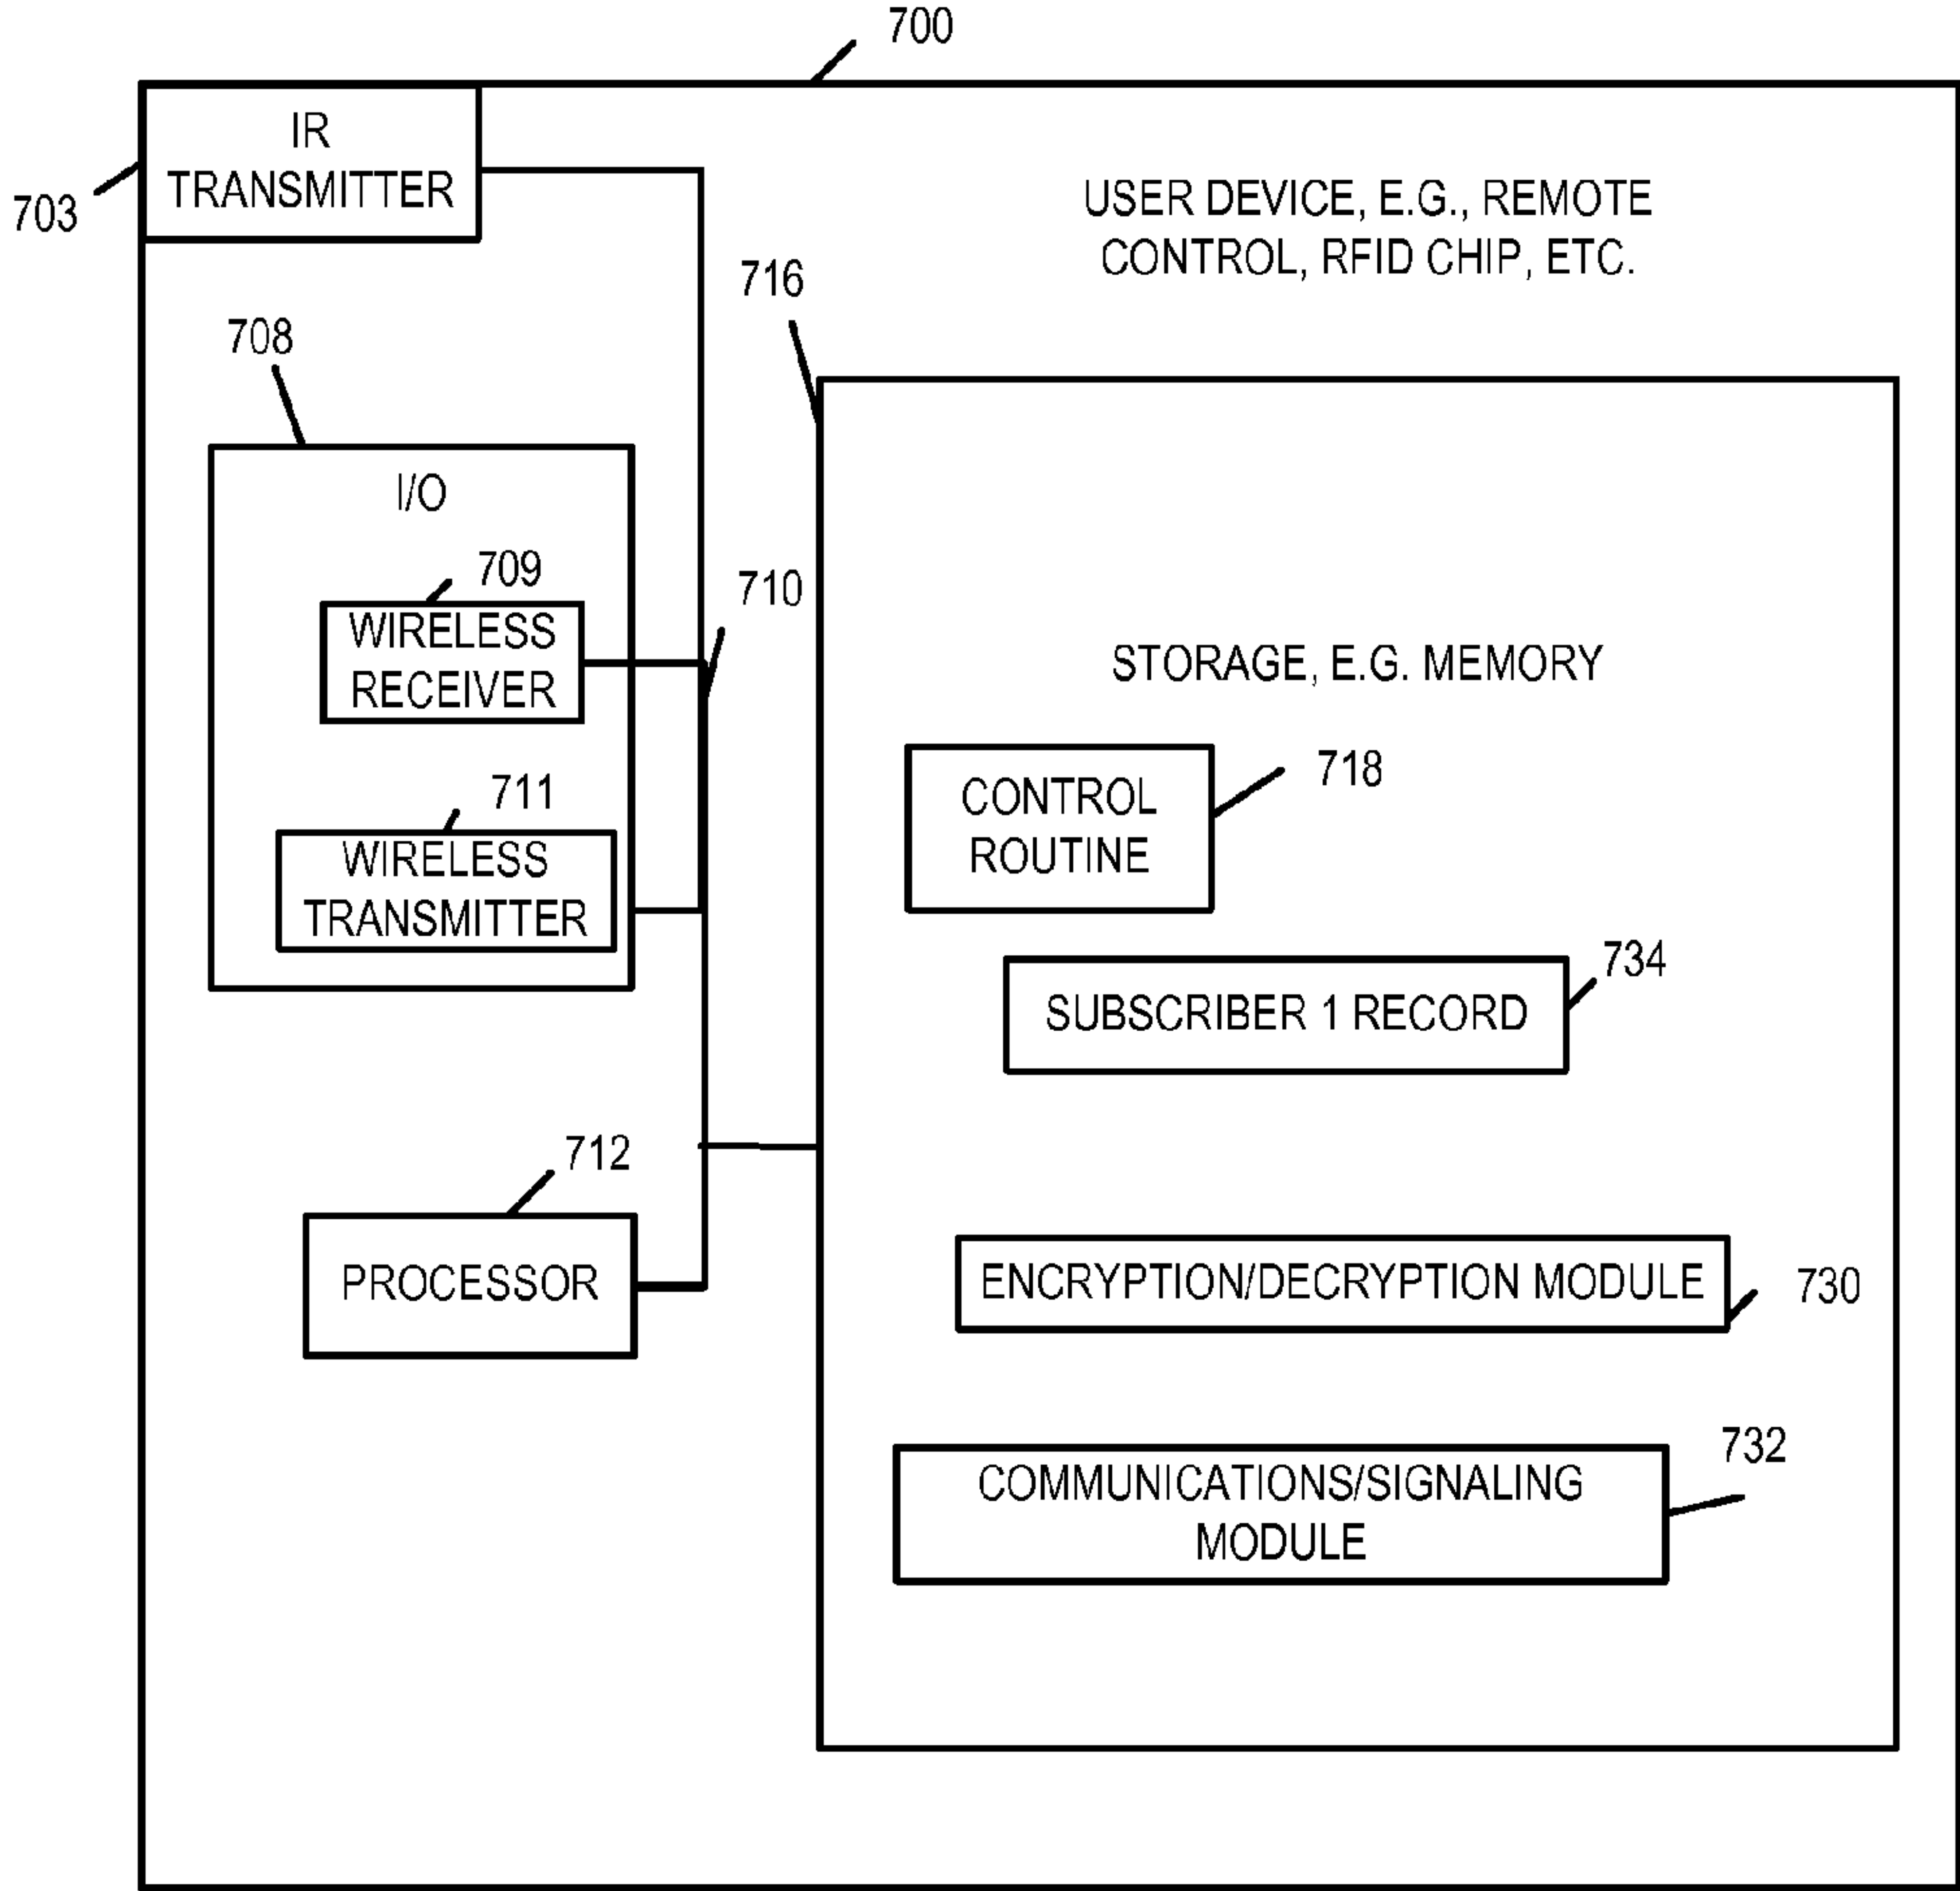 700
IR
TRANSMITTER
703
USER DEVICE, E.G., REMOTE
CONTROL, RFID CHIP, ETC.
716
708
I/O
709
WIRELESS
RECEIVER
710
STORAGE, E.G. MEMORY
711
WIRELESS
TRANSMITTER
CONTROL
ROUTINE
718
734
SUBSCRIBER 1 RECORD
712
PROCESSOR
ENCRYPTION/DECRYPTION MODULE
730
732
COMMUNICATIONS/SIGNALING
MODULE